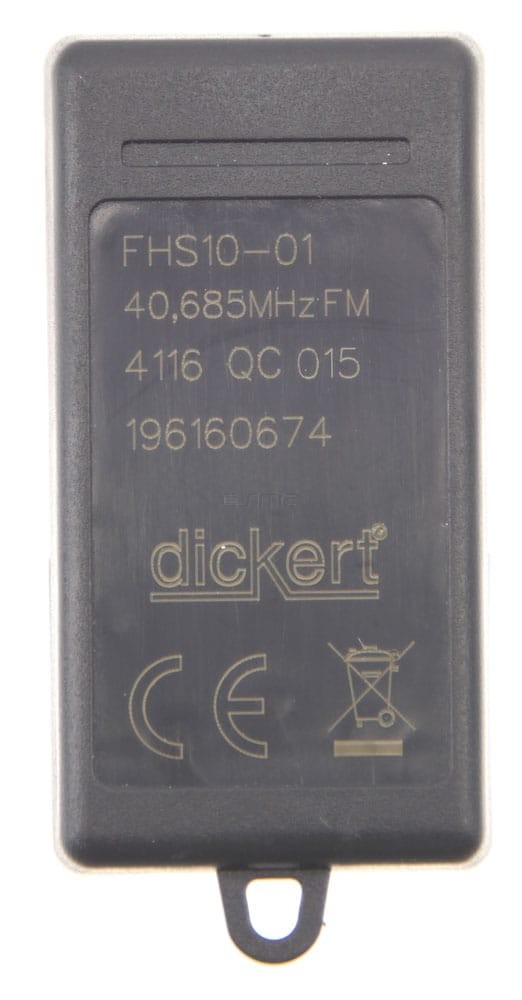 FHS10-01
40,685MHz FM
4116 QC 015
196160674
dickert®
CE